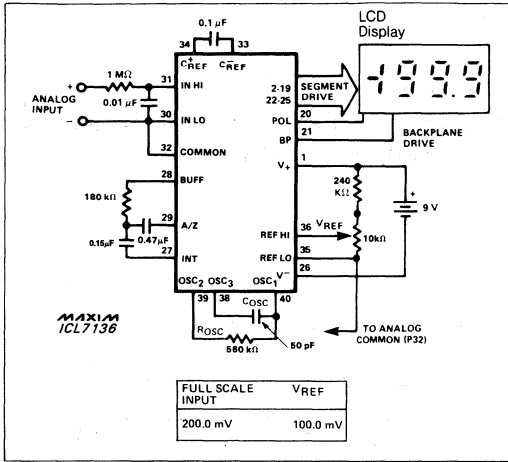 LCD
Display
0.1 µF
34 33
C+REF C−REF
1 MΩ
31
IN HI
+
ANALOG
INPUT
−
0.01 µF
30
IN LO
32
COMMON
28
BUFF
180 kΩ
29
A/Z
0.47µF
0.15µF
27
INT
2-19
22-25
SEGMENT
DRIVE
-199.9
20
POL
21
BP
BACKPLANE
DRIVE
1
V+
240
KΩ
+
9 V
36
REF HI
VREF
10kΩ
35
REF LO
26
V−
OSC2 OSC3 OSC1
39 38 40
COSC
ROSC
560 kΩ
50 pF
TO ANALOG
COMMON (P32)
MAXIM
ICL7136
FULL SCALE
INPUT
VREF
200.0 mV 100.0 mV